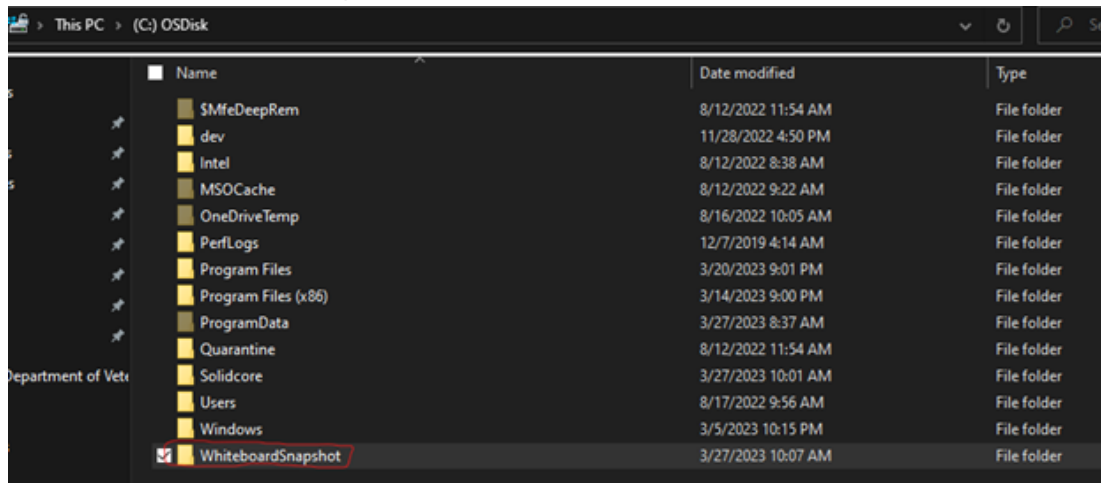 This PC > (C:) OSDisk
Name Date modified Type
$MfeDeepRem 8/12/2022 11:54 AM File folder
dev 11/28/2022 4:50 PM File folder
Intel 8/12/2022 8:38 AM File folder
MSOCache 8/12/2022 9:22 AM File folder
OneDriveTemp 8/16/2022 10:05 AM File folder
PerfLogs 12/7/2019 4:14 AM File folder
Program Files 3/20/2023 9:01 PM File folder
Program Files (x86) 3/14/2023 9:00 PM File folder
ProgramData 3/27/2023 8:37 AM File folder
Quarantine 8/12/2022 11:54 AM File folder
Department of Vete Solidcore 3/27/2023 10:01 AM File folder
Users 8/17/2022 9:56 AM File folder
Windows 3/5/2023 10:15 PM File folder
WhiteboardSnapshot 3/27/2023 10:07 AM File folder